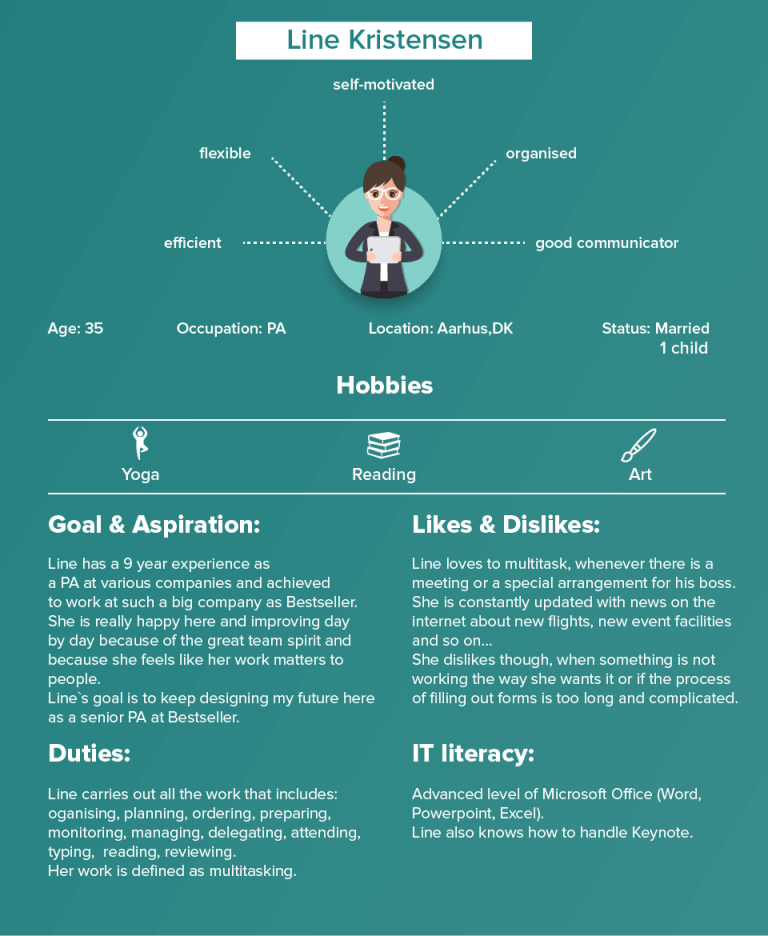 Line Kristensen
self-motivated
flexible
organised
efficient
good communicator
Age: 35
Occupation: PA
Location: Aarhus,DK
Status: Married
1 child
Hobbies
Yoga
Reading
Art
Goal & Aspiration:
Line has a 9 year experience as
a PA at various companies and achieved
to work at such a big company as Bestseller.
She is really happy here and improving day
by day because of the great team spirit and
because she feels like her work matters to
people.
Line`s goal is to keep designing my future here
as a senior PA at Bestseller.
Likes & Dislikes:
Line loves to multitask, whenever there is a
meeting or a special arrangement for his boss.
She is constantly updated with news on the
internet about new flights, new event facilities
and so on...
She dislikes though, when something is not
working the way she wants it or if the process
of filling out forms is too long and complicated.
Duties:
Line carries out all the work that includes:
oganising, planning, ordering, preparing,
monitoring, managing, delegating, attending,
typing,  reading, reviewing.
Her work is defined as multitasking.
IT literacy:
Advanced level of Microsoft Office (Word,
Powerpoint, Excel).
Line also knows how to handle Keynote.